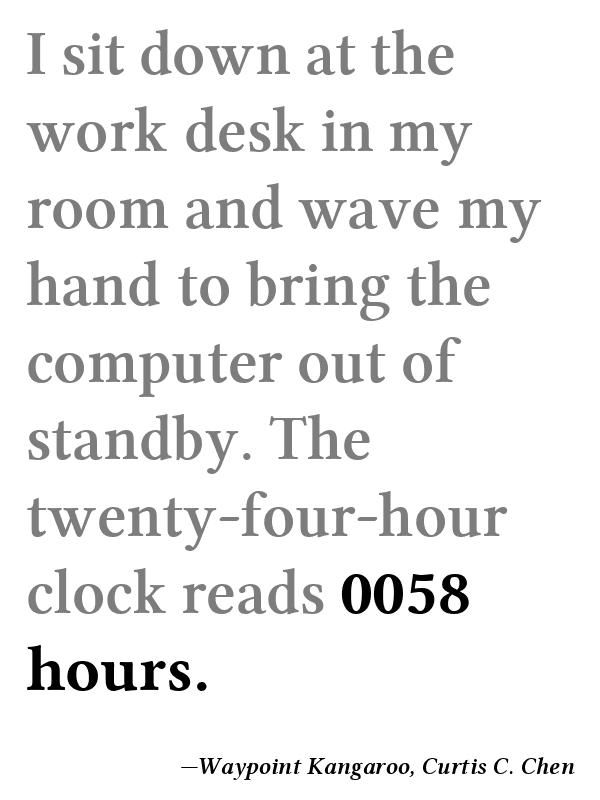 I sit down at the
work desk in my
room and wave my
hand to bring the
computer out of
standby. The
twenty-four-hour
clock reads 0058
hours.
—Waypoint Kangaroo, Curtis C. Chen